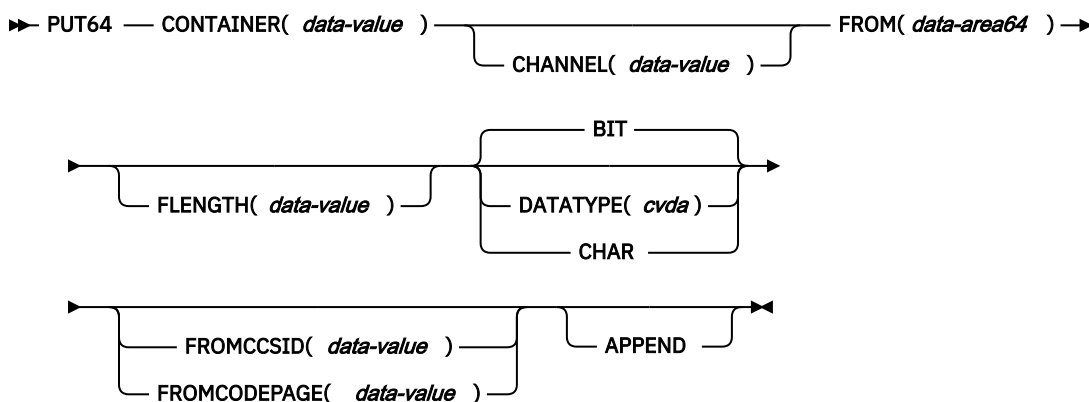 PUT64 CONTAINER( data-value ) CHANNEL( data-value ) FROM( data-area64 )
FLENGTH( data-value ) BIT DATATYPE( cvda ) CHAR
FROMCCSID( data-value ) FROMCODEPAGE( data-value ) APPEND